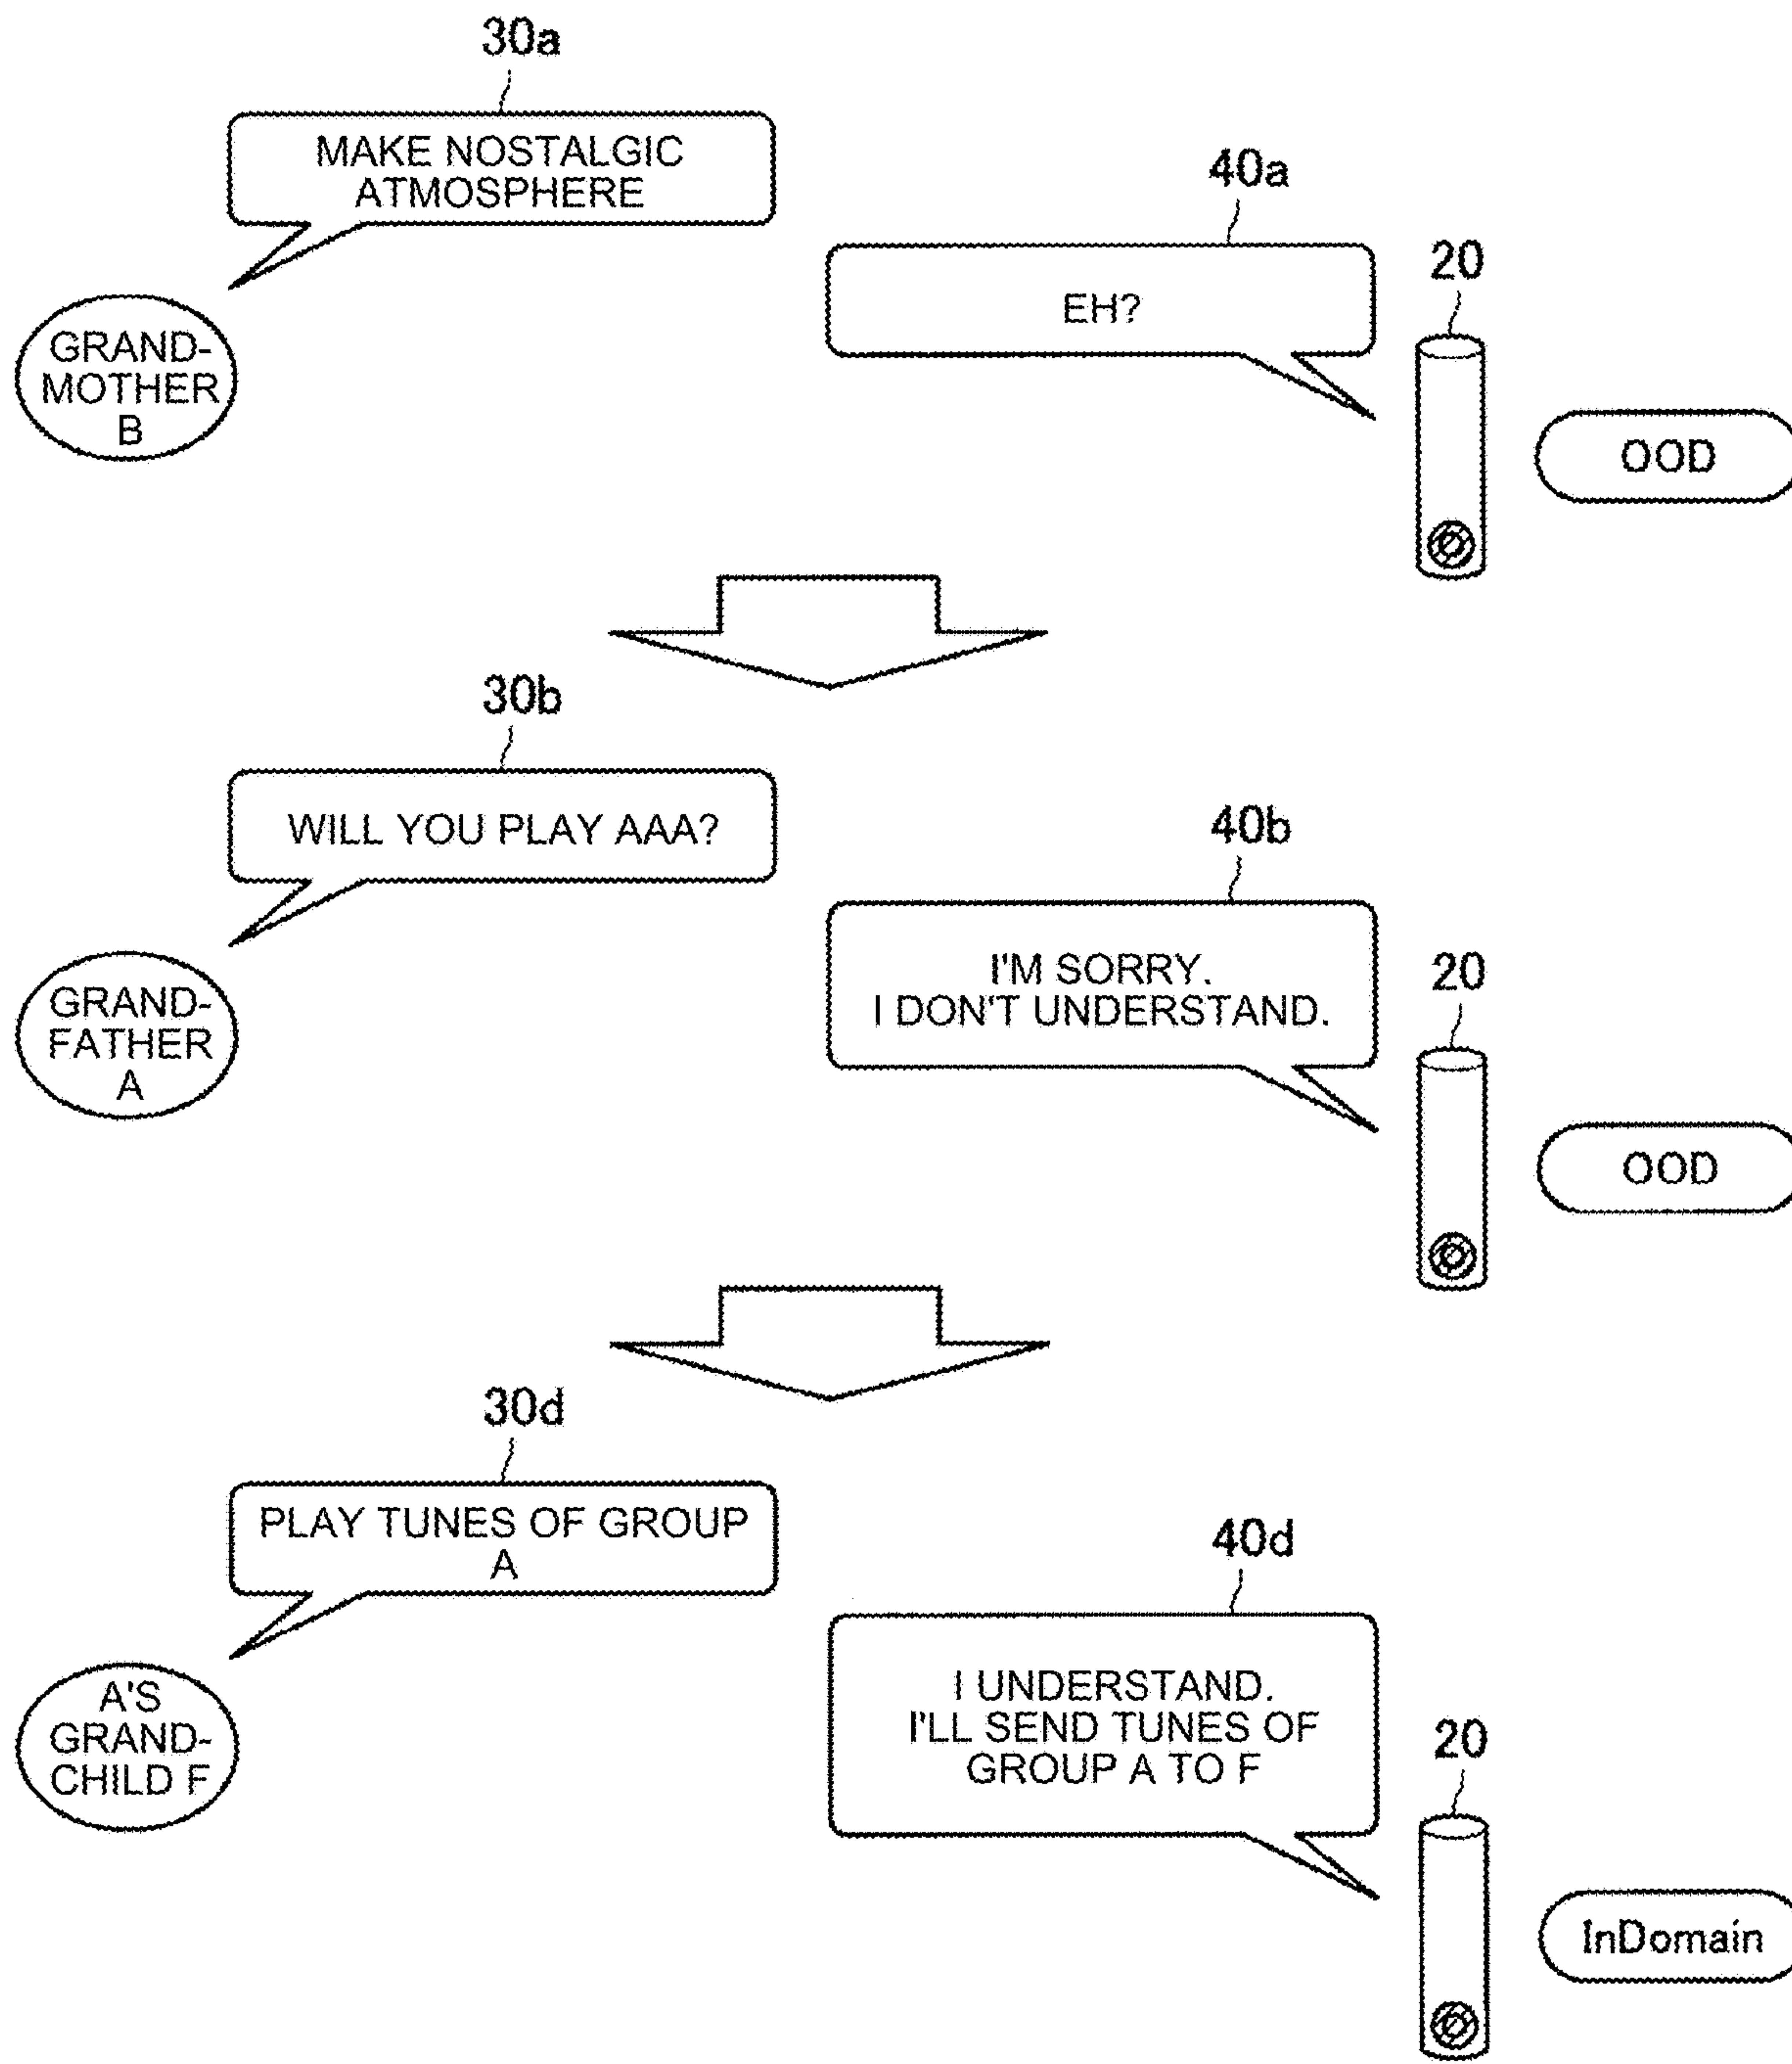 30a
MAKE NOSTALGIC
ATMOSPHERE
40a
EH?
20
GRAND-
MOTHER
B
OOD
30b
WILL YOU PLAY AAA?
40b
I'M SORRY.
I DON'T UNDERSTAND.
20
GRAND-
FATHER
A
OOD
30d
PLAY TUNES OF GROUP
A
40d
I UNDERSTAND.
I'LL SEND TUNES OF
GROUP A TO F
20
A'S
GRAND-
CHILD F
InDomain